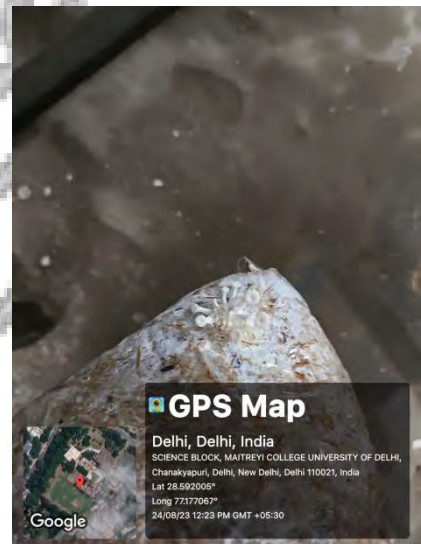 GPS Map
Delhi, Delhi, India
SCIENCE BLOCK, MAITREYI COLLEGE UNIVERSITY OF DELHI,
Chanakyapuri, Delhi, New Delhi, Delhi 110021, India
Lat 28.592005°
Long 77.177067°
24/08/23 12:23 PM GMT +05:30
Google